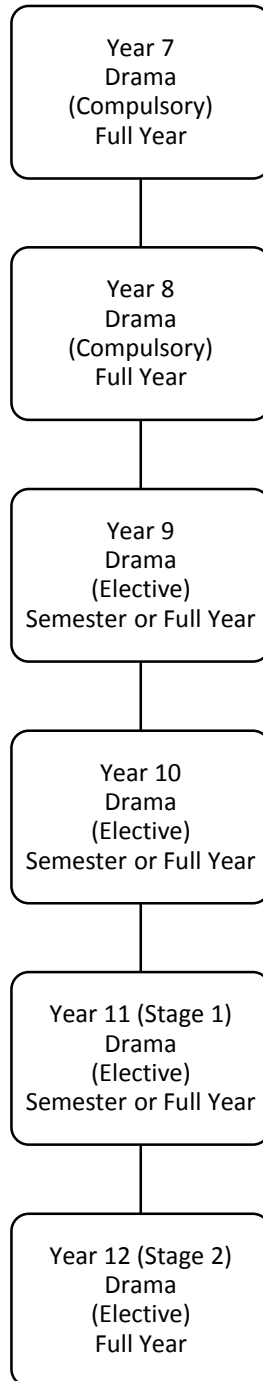 Year 7
Drama
(Compulsory)
Full Year
Year 8
Drama
(Compulsory)
Full Year
Year 9
Drama
(Elective)
Semester or Full Year
Year 10
Drama
(Elective)
Semester or Full Year
Year 11 (Stage 1)
Drama
(Elective)
Semester or Full Year
Year 12 (Stage 2)
Drama
(Elective)
Full Year